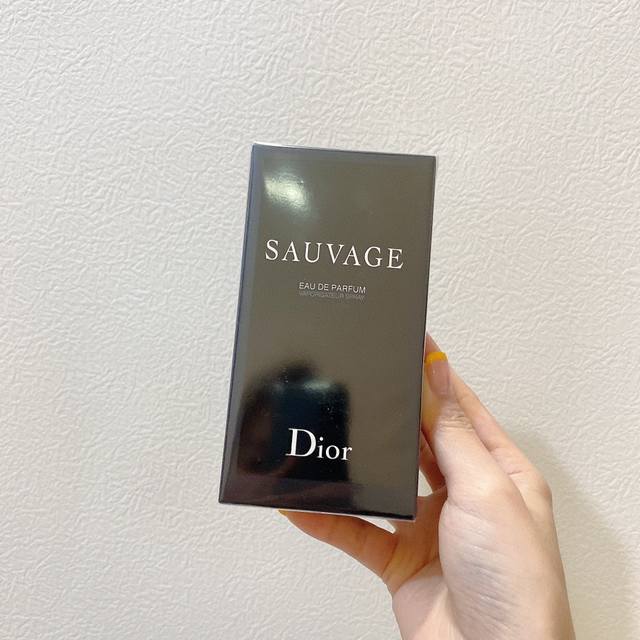 SAUVAGE
EAU DE PARFUM
VAPORISATEUR SPRAY
Dior